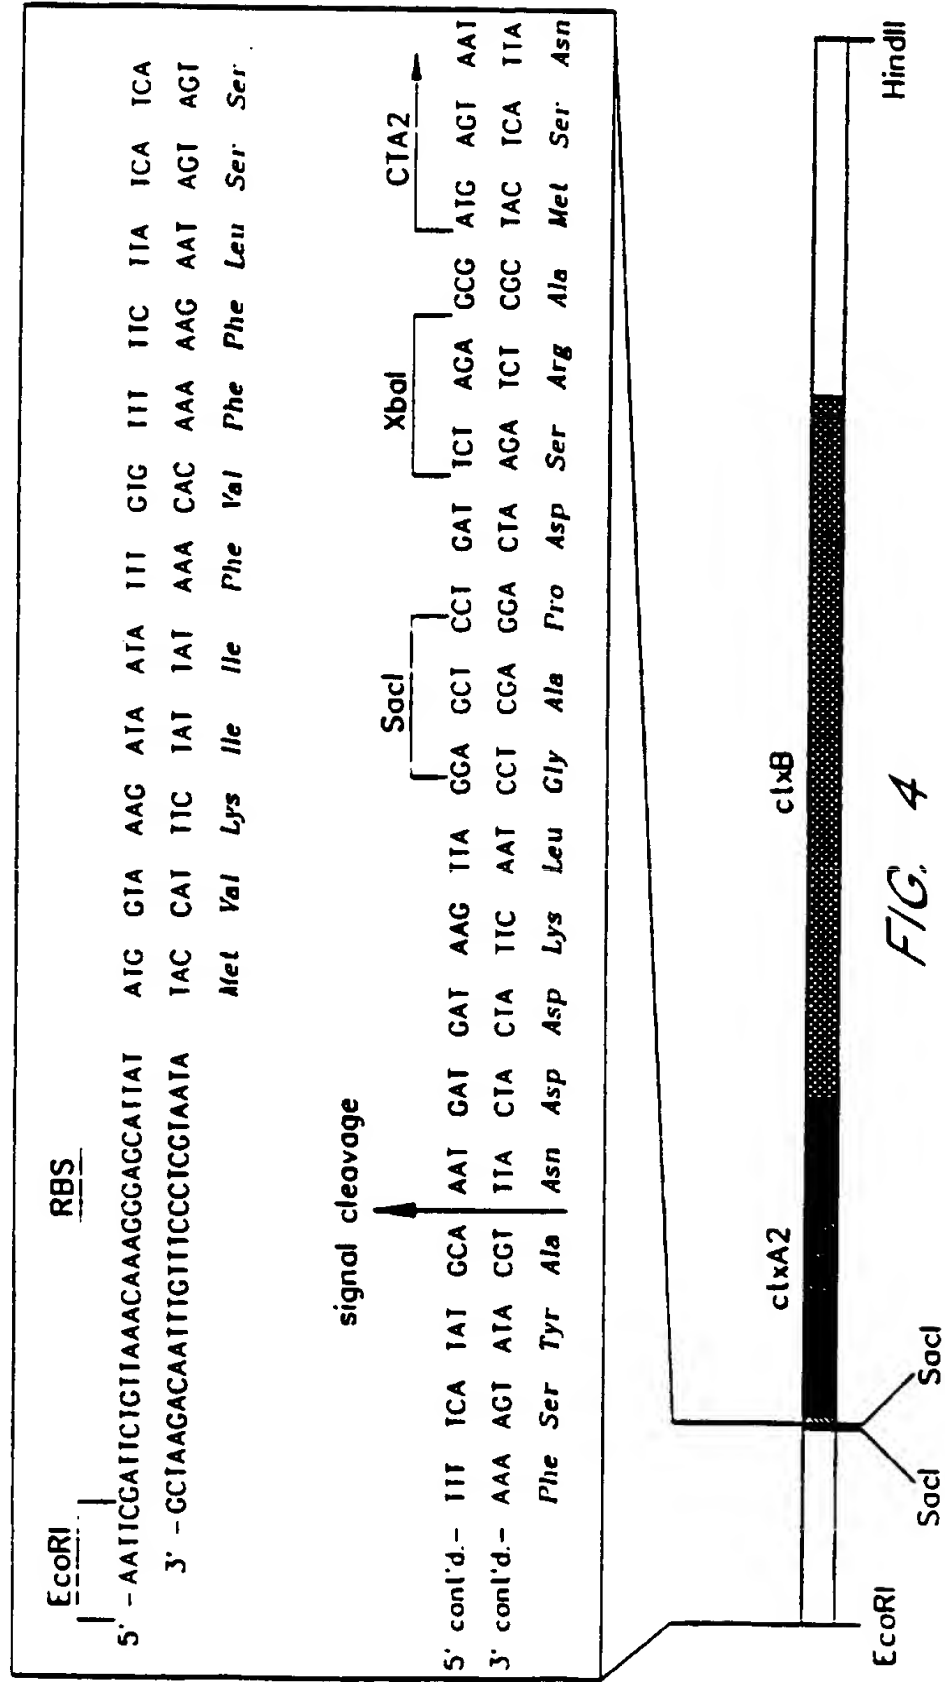 EcoRI
RBS
5' -AATTCGATTCTGTTAAACAAAGGGAGCATTAT ATG GTA AAG ATA ATA TTT GTG TTT TTC TTA TCA TCA
3' -GCTAAGACAATTTGTTTCCCTCGTAATA TAC CAT TTC TAT TAT AAA CAC AAA AAG AAT AGT AGT
Met Val Lys Ile Ile Phe Val Phe Phe Leu Ser Ser
signal cleavage
SacI
XbaI
CTA2
5' cont'd.- TTT TCA TAT GCA AAT GAT GAT AAG TTA GGA GCT CCT GAT TCT AGA GCG ATG AGT AAT
3' cont'd.- AAA AGT ATA CGT TTA CTA CTA TTC AAT CCT CGA GGA CTA AGA TCT CGC TAC TCA TTA
Phe Ser Tyr Ala Asn Asp Asp Lys Leu Gly Ala Pro Asp Ser Arg Ala Met Ser Asn
ctxA2
ctxB
EcoRI
SacI
SacI
HindII
FIG. 4